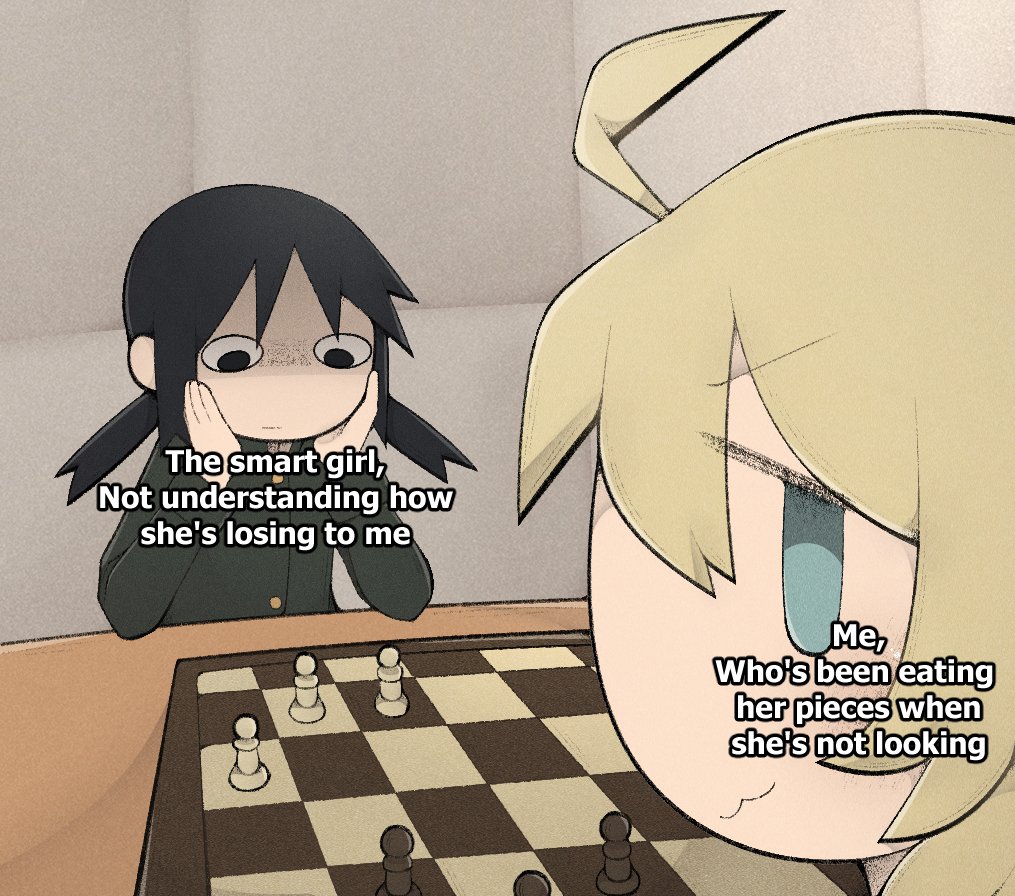 The smart girl,
Not understanding how
she's losing to me
Me,
Who's been eating
her pieces when
she's not looking